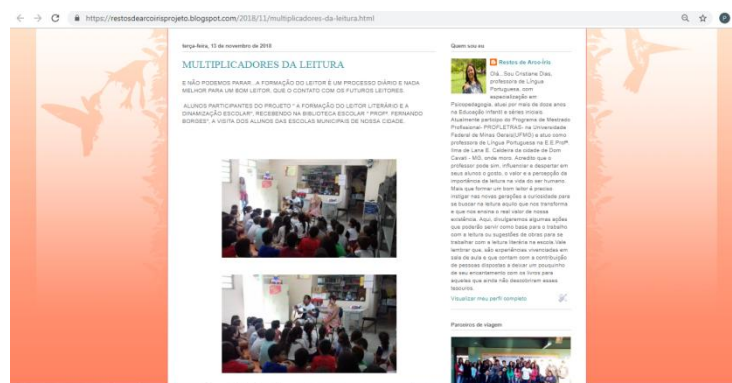 https://restosdearcoirisprojeto.blogspot.com/2018/11/multiplicadores-da-leitura.html
terça-feira, 13 de novembro de 2018
MULTIPLICADORES DA LEITURA
E NÃO PODEMOS PARAR...A FORMAÇÃO DO LEITOR É UM PROCESSO DIÁRIO E NADA
MELHOR PARA UM BOM LEITOR, QUE O CONTATO COM OS FUTUROS LEITORES.
ALUNOS PARTICIPANTES DO PROJETO " A FORMAÇÃO DO LEITOR LITERÁRIO E A
DINAMIZAÇÃO ESCOLAR", RECEBENDO NA BIBLIOTECA ESCOLAR " PROFº. FERNANDO
BORGES", A VISITA DOS ALUNOS DAS ESCOLAS MUNICIPAIS DE NOSSA CIDADE.
Quem sou eu
Restos de Arco-Íris
Olá...Sou Cristiane Dias,
professora de Língua
Portuguesa, com
especialização em
Psicopedagogia, atuei por mais de doze anos
na Educação Infantil e séries iniciais.
Atualmente participo do Programa de Mestrado
Profissional- PROFLETRAS- na Universidade
Federal de Minas Gerais(UFMG) e atuo como
professora de Língua Portuguesa na E.E.Profª.
Ilma de Lana E. Caldeira da cidade de Dom
Cavati - MG, onde moro. Acredito que o
professor pode sim, influenciar e despertar em
seus alunos o gosto, o valor e a percepção da
importância da leitura na vida do ser humano.
Mais que formar um bom leitor é preciso
instigar nas novas gerações a curiosidade para
se buscar na leitura aquilo que nos transforma
e que nos ensina o real valor de nossa
existência. Aqui, divulgaremos algumas ações
que poderão servir como base para o trabalho
com a leitura ou sugestões de obras para se
trabalhar com a leitura literária na escola.Vale
lembrar que, são experiências vivenciadas em
sala de aula e que contam com a contribuição
de pessoas dispostas a deixar um pouquinho
de seu encantamento com os livros para
aqueles que ainda não descobriram esses
tesouros.
Visualizar meu perfil completo
Parceiros de viagem